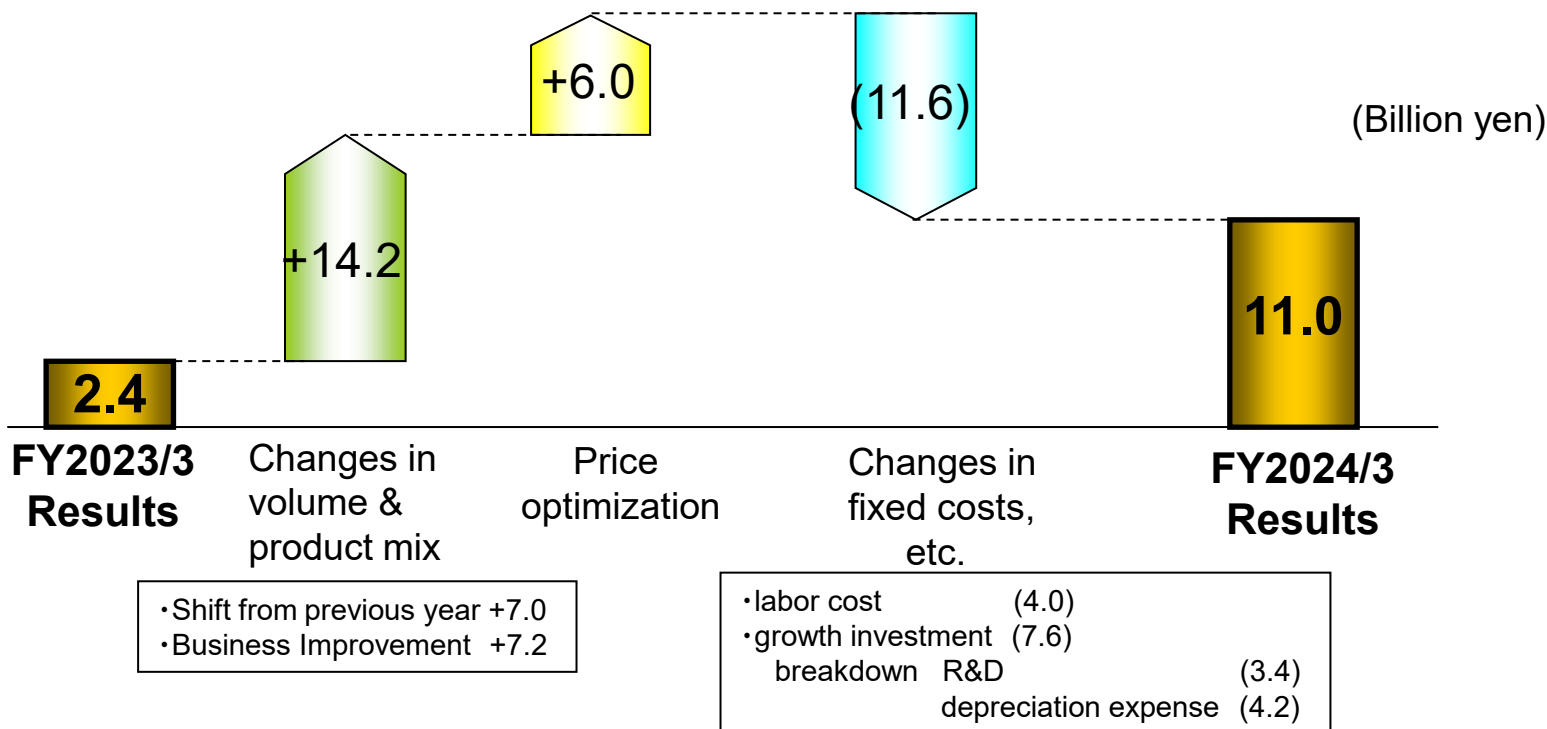 +6.0
(11.6)
(Billion yen)
+14.2
11.0
2.4
FY2023/3
Results
Changes in
volume &
product mix
Price
optimization
Changes in
fixed costs,
etc.
FY2024/3
Results
・Shift from previous year +7.0
・Business Improvement +7.2
・labor cost (4.0)
・growth investment (7.6)
breakdown R&D (3.4)
depreciation expense (4.2)